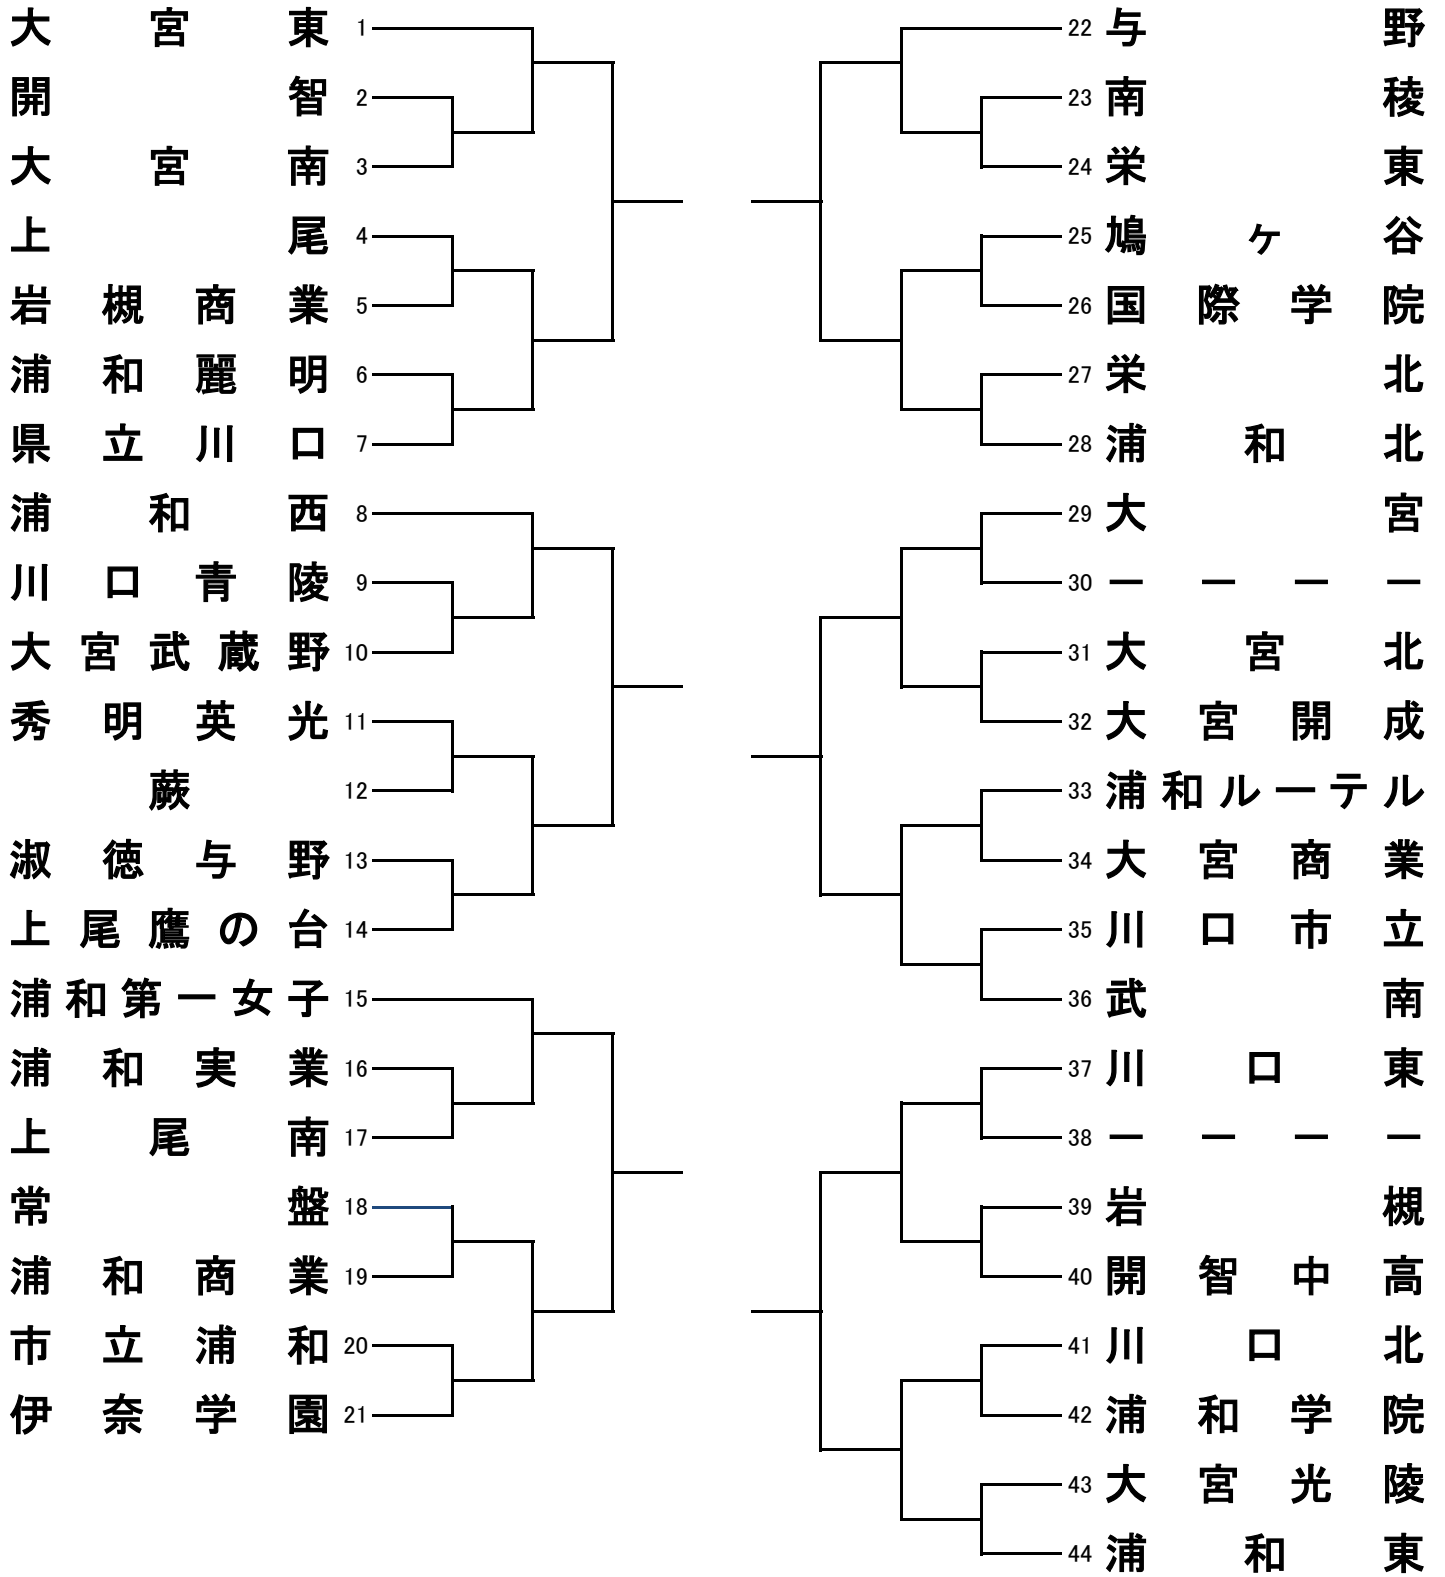 大宮東 1
開智 2
大宮南 3
上尾 4
岩槻商業 5
浦和麗明 6
県立川口 7
浦和西 8
川口青陵 9
大宮武蔵野 10
秀明英光 11
蕨 12
淑徳与野 13
上尾鷹の台 14
浦和第一女子 15
浦和実業 16
上尾南 17
常盤 18
浦和商業 19
市立浦和 20
伊奈学園 21
22 与野
23 南稜
24 栄東
25 鳩ヶ谷
26 国際学院
27 栄北
28 浦和北
29 大宮
30 ーーーー
31 大宮北
32 大宮開成
33 浦和ルーテル
34 大宮商業
35 川口市立
36 武南
37 川口東
38 ーーーー
39 岩槻
40 開智中高
41 川口北
42 浦和学院
43 大宮光陵
44 浦和東